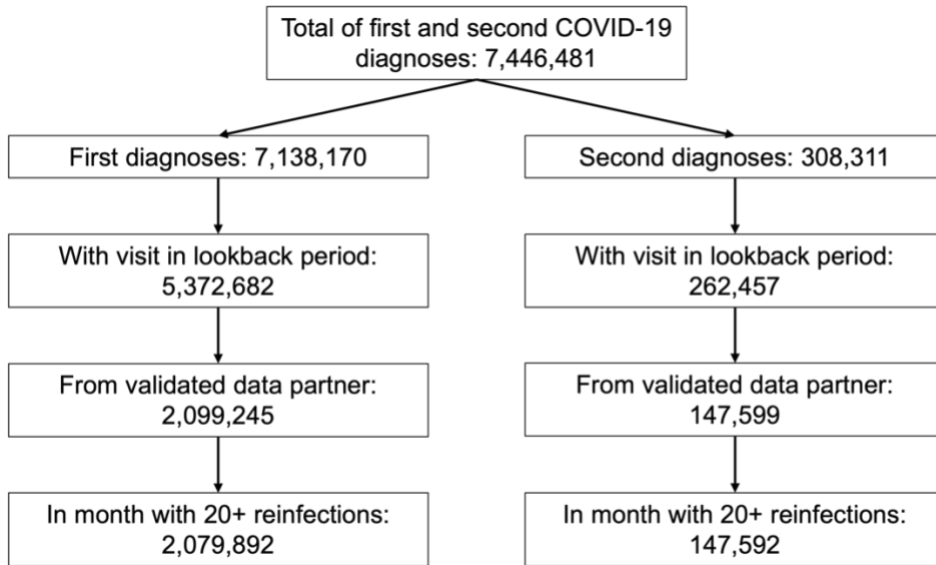 Total of first and second COVID-19
diagnoses: 7,446,481
First diagnoses: 7,138,170
Second diagnoses: 308,311
With visit in lookback period:
5,372,682
With visit in lookback period:
262,457
From validated data partner:
2,099,245
From validated data partner:
147,599
In month with 20+ reinfections:
2,079,892
In month with 20+ reinfections:
147,592